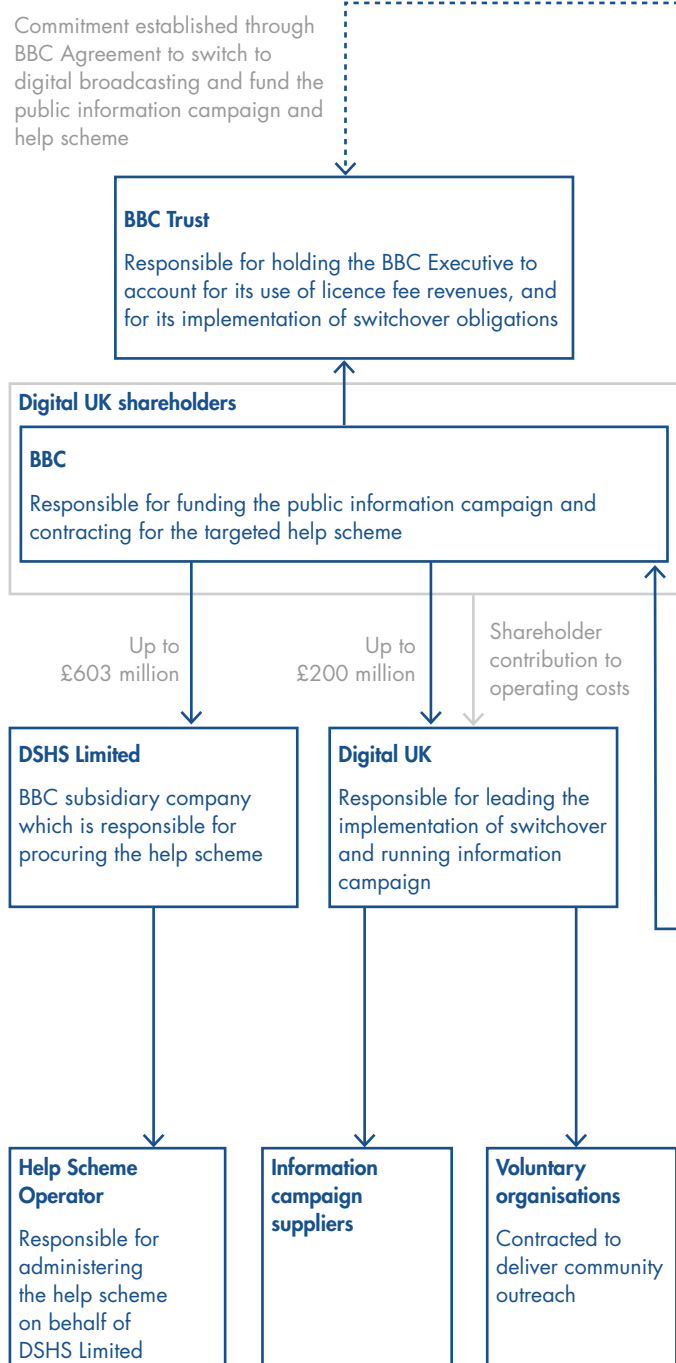 Commitment established through
BBC Agreement to switch to
digital broadcasting and fund the
public information campaign and
help scheme
BBC Trust
Responsible for holding the BBC Executive to
account for its use of licence fee revenues, and
for its implementation of switchover obligations
Digital UK shareholders
BBC
Responsible for funding the public information campaign and
contracting for the targeted help scheme
Up to
£603 million
Up to
£200 million
Shareholder
contribution to
operating costs
DSHS Limited
BBC subsidiary company
which is responsible for
procuring the help scheme
Digital UK
Responsible for leading the
implementation of switchover
and running information
campaign
Help Scheme
Operator
Responsible for
administering
the help scheme
on behalf of
DSHS Limited
Information
campaign
suppliers
Voluntary
organisations
Contracted to
deliver community
outreach